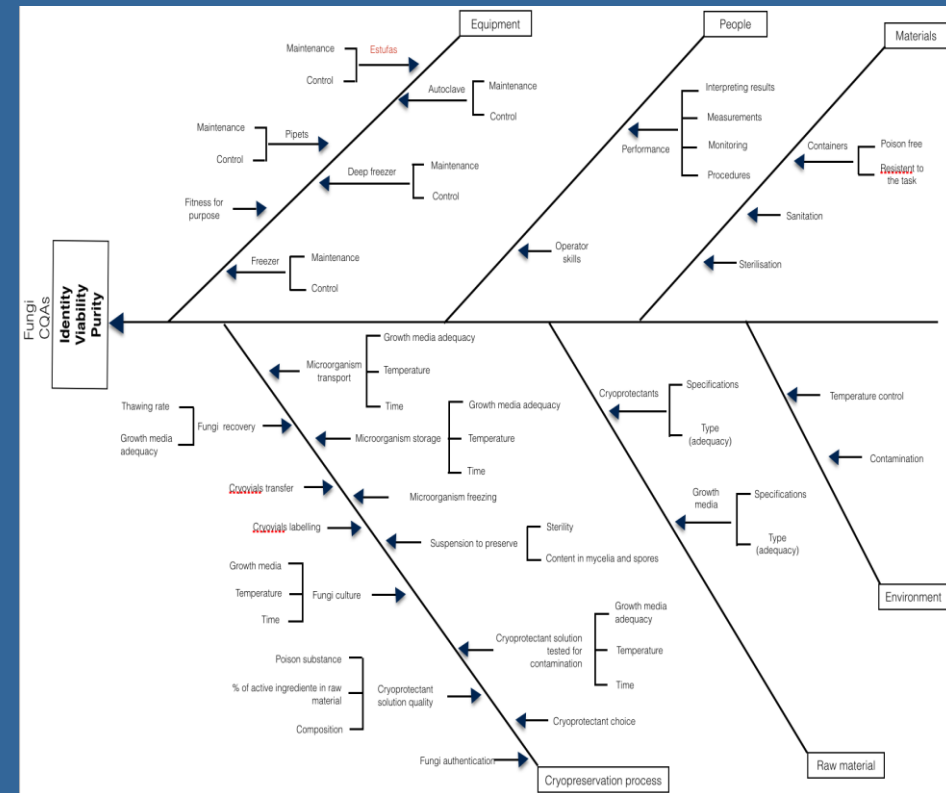 Equipment
People
Materials
Maintenance
Estufas
Control
Autoclave
Maintenance
Control
Maintenance
Pipets
Control
Deep freezer
Maintenance
Control
Fitness for
purpose
Freezer
Maintenance
Control
Interpreting results
Measurements
Performance
Monitoring
Procedures
Operator
skills
Containers
Poison free
Resistent to
the task
Sanitation
Sterilisation
Fungi
CQAs
Identity
Viability
Purity
Microorganism
transport
Growth media adequacy
Temperature
Time
Thawing rate
Fungi recovery
Growth media
adequacy
Microorganism storage
Growth media adequacy
Temperature
Time
Cryovials transfer
Microorganism freezing
Cryovials labelling
Suspension to preserve
Sterility
Content in mycelia and spores
Growth media
Temperature
Fungi culture
Time
Cryoprotectant solution
tested for
contamination
Growth media
adequacy
Temperature
Time
Poison substance
% of active ingrediente in raw
material
Composition
Cryoprotectant
solution quality
Cryoprotectant choice
Fungi authentication
Cryopreservation process
Cryoprotectants
Specifications
Type
(adequacy)
Growth
media
Specifications
Type
(adequacy)
Raw material
Temperature control
Contamination
Environment